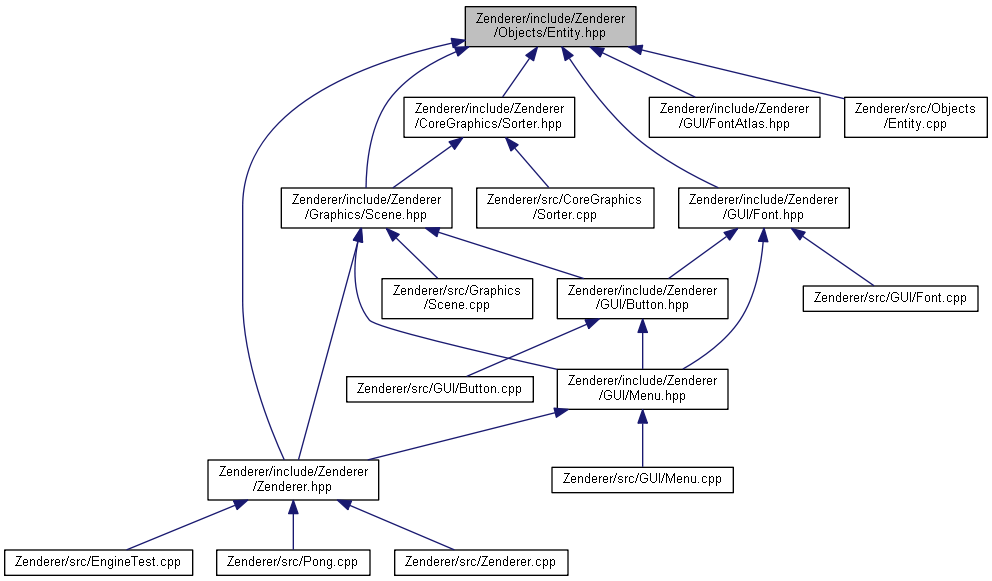 Zenderer/include/Zenderer
/Objects/Entity.hpp
Zenderer/include/Zenderer
/CoreGraphics/Sorter.hpp
Zenderer/include/Zenderer
/GUI/FontAtlas.hpp
Zenderer/src/Objects
/Entity.cpp
Zenderer/include/Zenderer
/Graphics/Scene.hpp
Zenderer/src/CoreGraphics
/Sorter.cpp
Zenderer/include/Zenderer
/GUI/Font.hpp
Zenderer/src/Graphics
/Scene.cpp
Zenderer/include/Zenderer
/GUI/Button.hpp
Zenderer/src/GUI/Font.cpp
Zenderer/src/GUI/Button.cpp
Zenderer/include/Zenderer
/GUI/Menu.hpp
Zenderer/include/Zenderer
/Zenderer.hpp
Zenderer/src/GUI/Menu.cpp
Zenderer/src/EngineTest.cpp
Zenderer/src/Pong.cpp
Zenderer/src/Zenderer.cpp